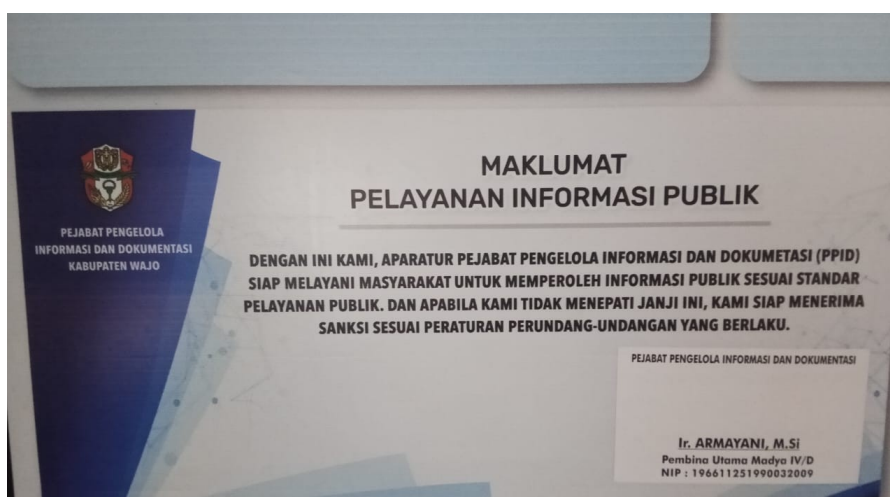 PEJABAT PENGELOLA
INFORMASI DAN DOKUMENTASI
KABUPATEN WAJO
MAKLUMAT
PELAYANAN INFORMASI PUBLIK
DENGAN INI KAMI, APARATUR PEJABAT PENGELOLA INFORMASI DAN DOKUMETASI (PPID)
SIAP MELAYANI MASYARAKAT UNTUK MEMPEROLEH INFORMASI PUBLIK SESUAI STANDAR
PELAYANAN PUBLIK. DAN APABILA KAMI TIDAK MENEPATI JANJI INI, KAMI SIAP MENERIMA
SANKSI SESUAI PERATURAN PERUNDANG-UNDANGAN YANG BERLAKU.
PEJABAT PENGELOLA INFORMASI DAN DOKUMENTASI
Ir. ARMAYANI, M.Si
Pembina Utama Madya IV/D
NIP : 196611251990032009